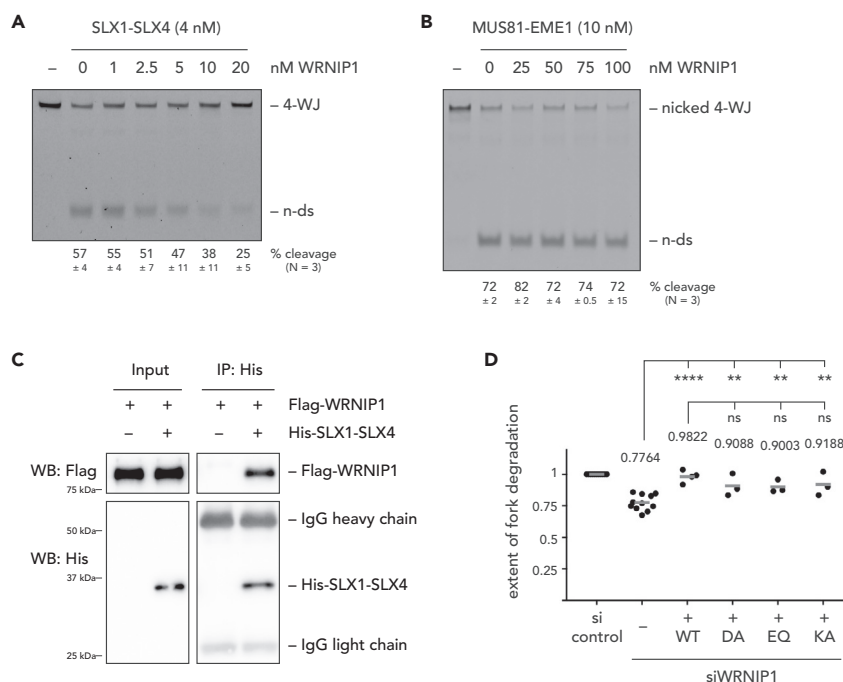 A
SLX1-SLX4 (4 nM)
– 0 1 2.5 5 10 20 nM WRNIP1
– 4-WJ
– n-ds
57 55 51 47 38 25 % cleavage
± 4 ± 4 ± 7 ± 11 ± 11 ± 5 (N = 3)
B
MUS81-EME1 (10 nM)
– 0 25 50 75 100 nM WRNIP1
– nicked 4-WJ
– n-ds
72 82 72 74 72 % cleavage
± 2 ± 2 ± 4 ± 0.5 ± 15 (N = 3)
C
Input IP: His
+ + + + Flag-WRNIP1
– + – + His-SLX1-SLX4
WB: Flag
– Flag-WRNIP1
75 kDa–
– IgG heavy chain
50 kDa–
WB: His
37 kDa–
– His-SLX1-SLX4
– IgG light chain
25 kDa–
D
**** ** ** **
ns ns ns
0.7764 0.9822 0.9088 0.9003 0.9188
extent of fork degradation
1
0.75
0.5
0.25
si control
– + + + +
WT DA EQ KA
siWRNIP1